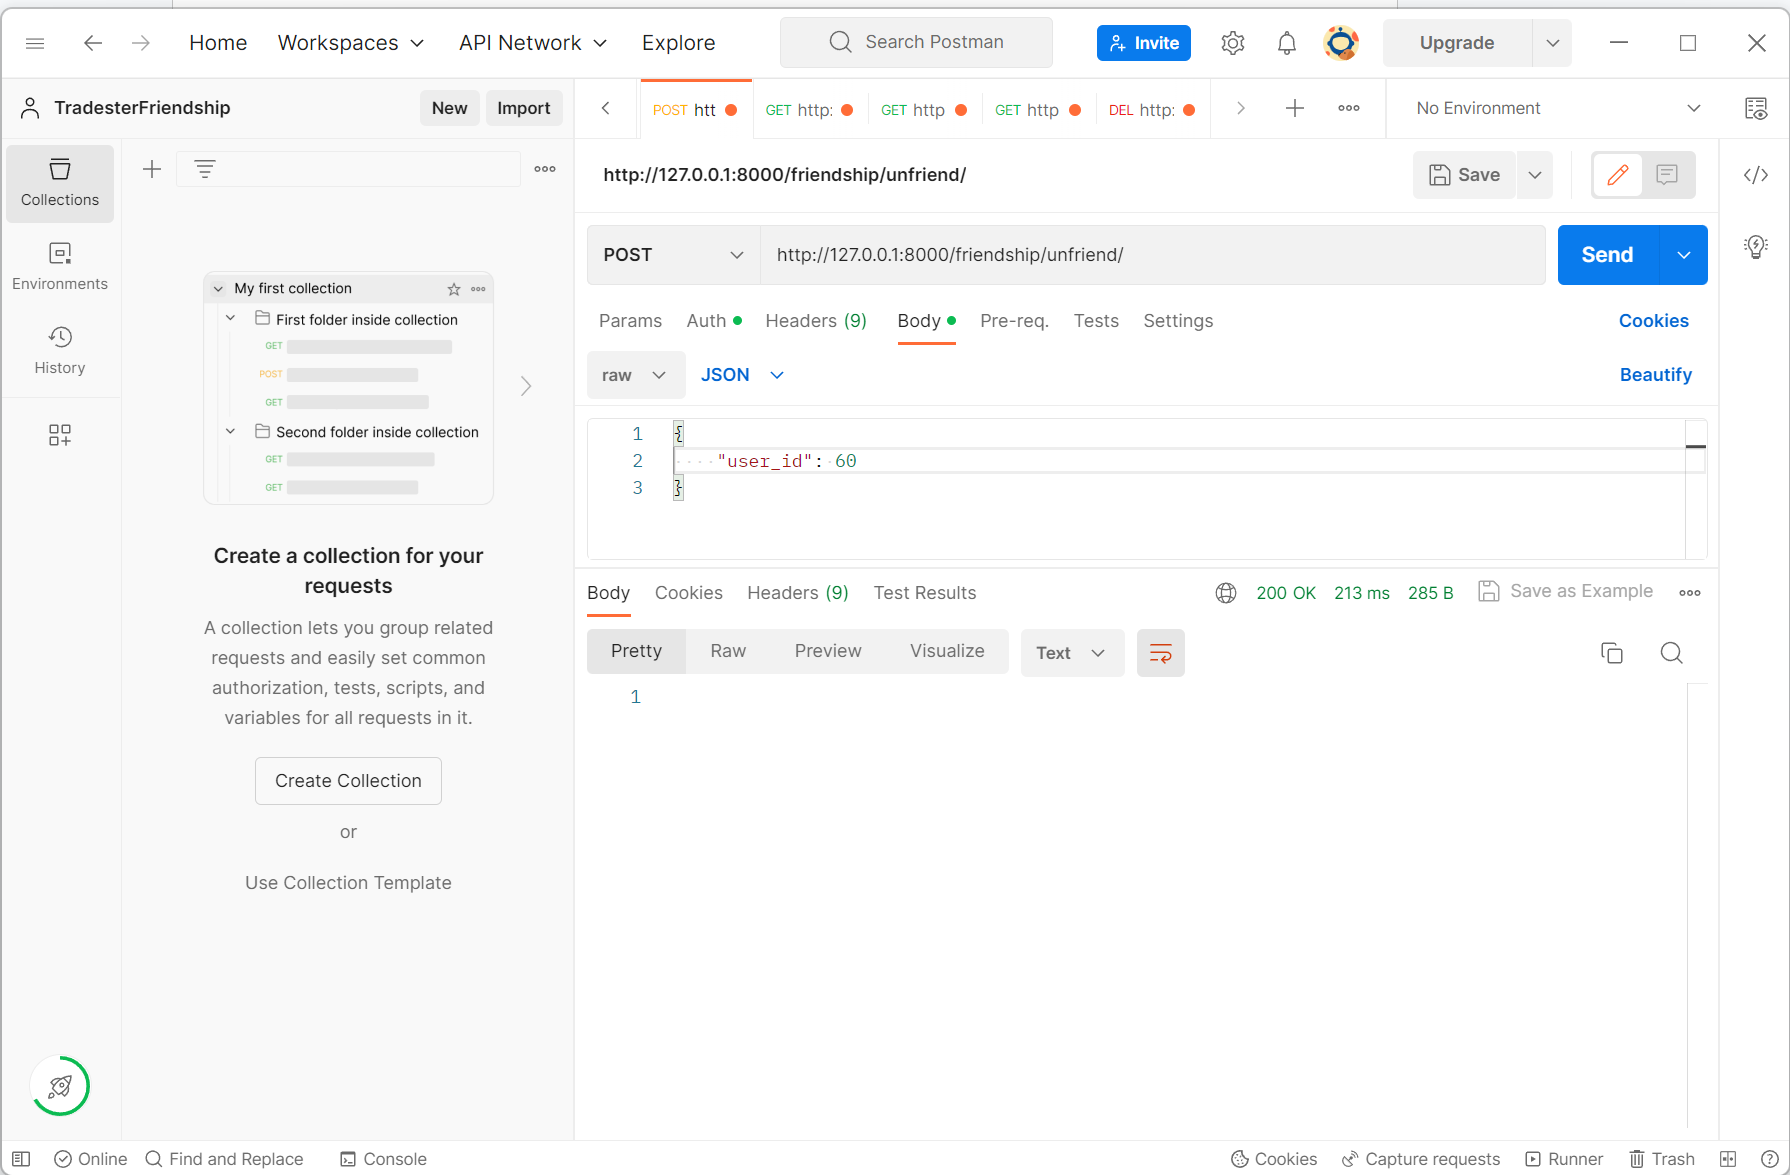 Home Workspaces API Network Explore Search Postman Invite Upgrade
TradesterFriendship New Import
POST htt GET http: GET http GET http DEL http: No Environment
Collections
Environments
History
My first collection
First folder inside collection
GET
POST
GET
Second folder inside collection
GET
GET
Create a collection for your
requests
A collection lets you group related
requests and easily set common
authorization, tests, scripts, and
variables for all requests in it.
Create Collection
or
Use Collection Template
http://127.0.0.1:8000/friendship/unfriend/ Save
POST http://127.0.0.1:8000/friendship/unfriend/ Send
Params Auth Headers (9) Body Pre-req. Tests Settings Cookies
raw JSON Beautify
1 {
2 "user_id": 60
3 }
Body Cookies Headers (9) Test Results 200 OK 213 ms 285 B Save as Example
Pretty Raw Preview Visualize Text
1
Online Find and Replace Console Cookies Capture requests Runner Trash